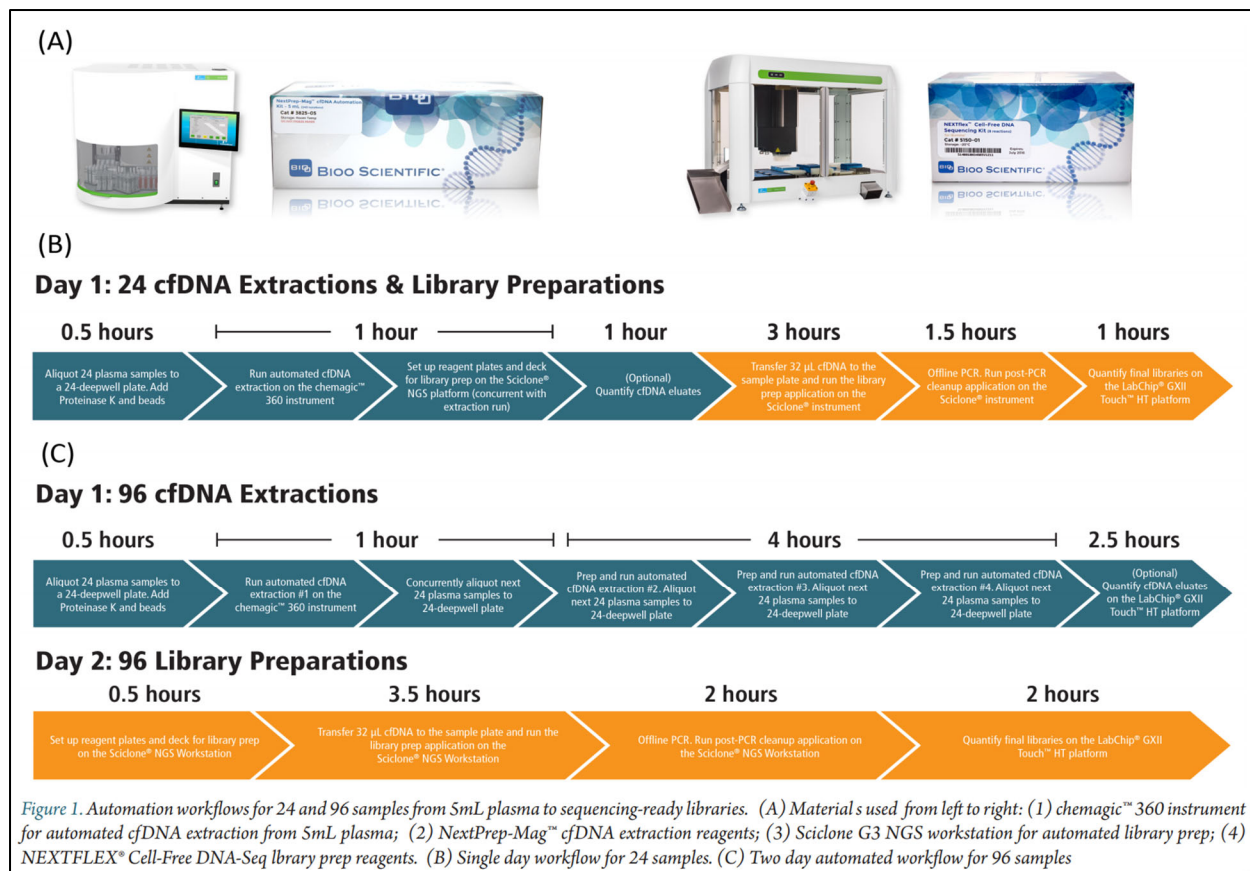 (A)
NextPrep-Mag™ cfDNA Automation
Kit - 5 mL
Cat # 3625-05
BIOO
BIOO SCIENTIFIC®
NEXTflex™ Cell-Free DNA
Sequencing Kit (8 reactions)
Cat # 5150-01
BIOO
BIOO SCIENTIFIC®
(B)
Day 1: 24 cfDNA Extractions & Library Preparations
0.5 hours
1 hour
1 hour
3 hours
1.5 hours
1 hours
Aliquot 24 plasma samples to
a 24-deepwell plate. Add
Proteinase K and beads
Run automated cfDNA
extraction on the chemagic™
360 instrument
Set up reagent plates and deck
for library prep on the Sciclone®
NGS platform (concurrent with
extraction run)
(Optional)
Quantify cfDNA eluates
Transfer 32 µL cfDNA to the
sample plate and run the library
prep application on the
Sciclone® instrument
Offline PCR. Run post-PCR
cleanup application on the
Sciclone® instrument
Quantify final libraries on
the LabChip® GXII
Touch™ HT platform
(C)
Day 1: 96 cfDNA Extractions
0.5 hours
1 hour
4 hours
2.5 hours
Aliquot 24 plasma samples to
a 24-deepwell plate. Add
Proteinase K and beads
Run automated cfDNA
extraction #1 on the
chemagic™ 360 instrument
Concurrently aliquot next
24 plasma samples to
24-deepwell plate
Prep and run automated
cfDNA extraction #2. Aliquot
next 24 plasma samples to
24-deepwell plate
Prep and run automated cfDNA
extraction #3. Aliquot next
24 plasma samples to
24-deepwell plate
Prep and run automated cfDNA
extraction #4. Aliquot next
24 plasma samples to
24-deepwell plate
(Optional)
Quantify cfDNA eluates
on the LabChip® GXII
Touch™ HT platform
Day 2: 96 Library Preparations
0.5 hours
3.5 hours
2 hours
2 hours
Set up reagent plates and deck for library prep
on the Sciclone® NGS Workstation
Transfer 32 µL cfDNA to the sample plate and run the
library prep application on the
Sciclone® NGS Workstation
Offline PCR. Run post-PCR cleanup application on
the Sciclone® NGS Workstation
Quantify final libraries on the LabChip® GXII
Touch™ HT platform
Figure 1. Automation workflows for 24 and 96 samples from 5mL plasma to sequencing-ready libraries. (A) Material s used from left to right: (1) chemagic™ 360 instrument
for automated cfDNA extraction from 5mL plasma; (2) NextPrep-Mag™ cfDNA extraction reagents; (3) Sciclone G3 NGS workstation for automated library prep; (4)
NEXTFLEX® Cell-Free DNA-Seq lbrary prep reagents. (B) Single day workflow for 24 samples. (C) Two day automated workflow for 96 samples